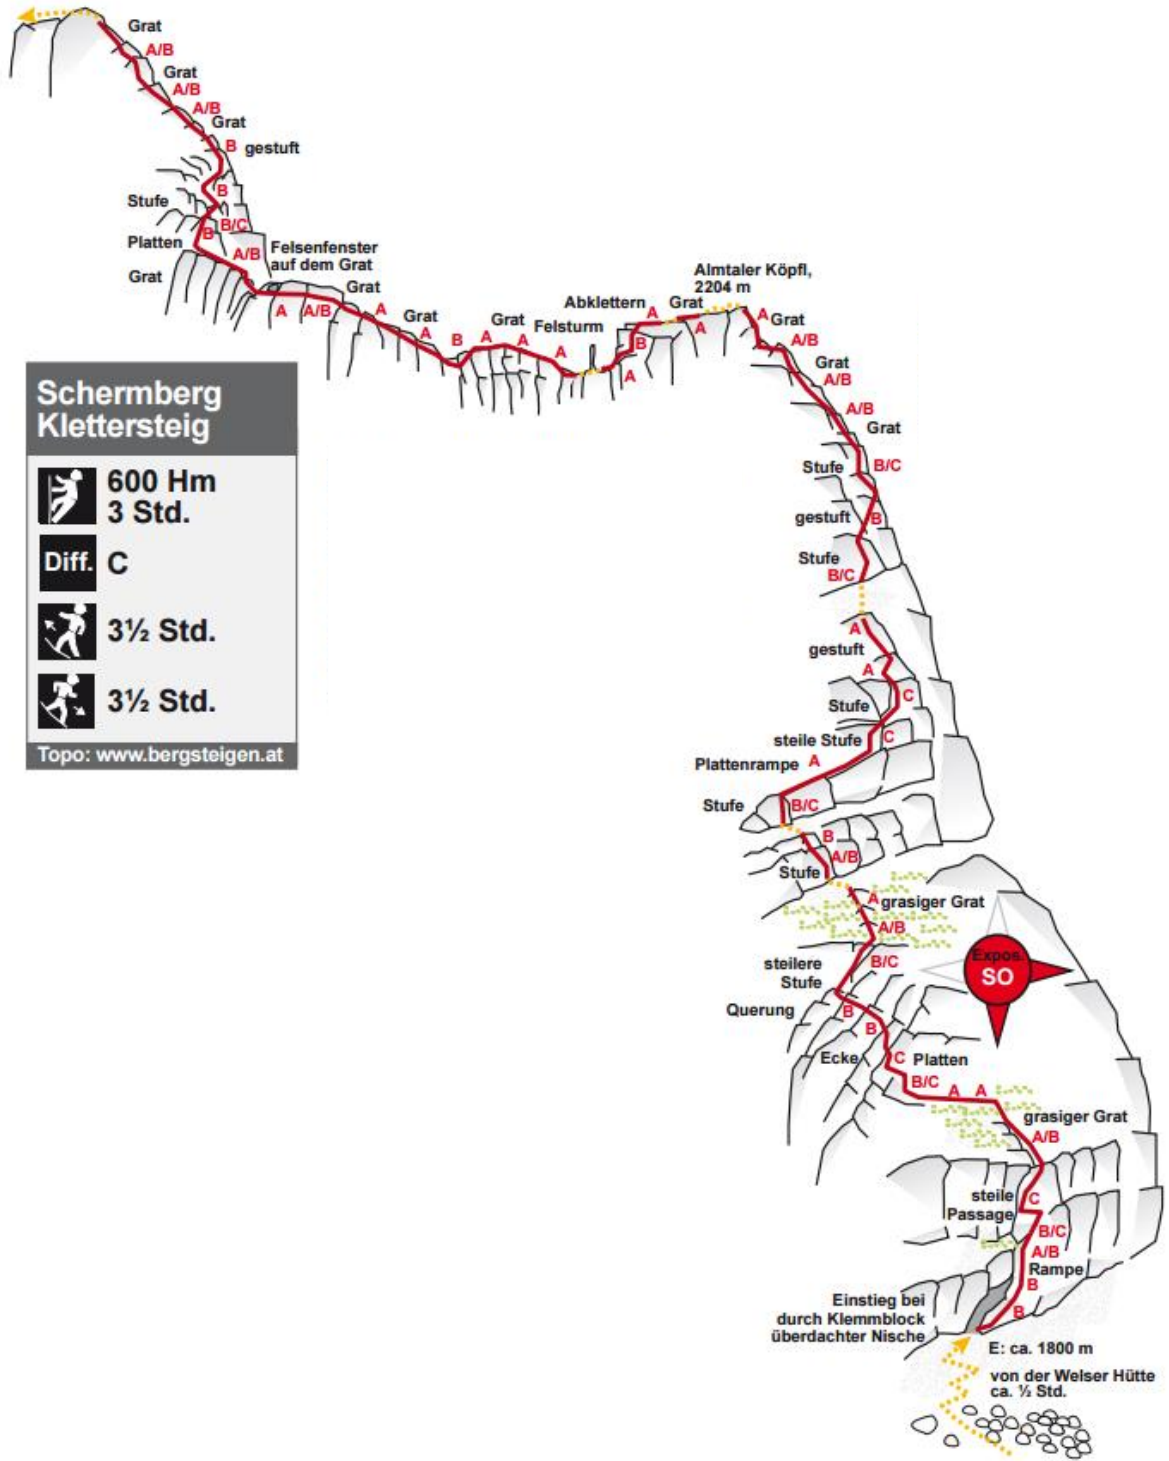 Grat
A/B
Grat
A/B
A/B
Grat
B gestuft
B
Stufe
B/C
B
Platten
A/B
Felsenfenster
auf dem Grat
Grat
Grat
A
A/B
A
Grat
A
B
Grat
A
A
Felsturm
A
Abklettern
A
B
A
Grat
A
Almtaler Köpfl,
2204 m
A
Grat
A/B
Grat
A/B
A/B
Grat
Stufe
B/C
gestuft
B
Stufe
B/C
A
gestuft
A
C
Stufe
steile Stufe
C
Plattenrampe
A
Stufe
B/C
B
A/B
Stufe
A grasiger Grat
A/B
steilere
Stufe
B/C
Querung
B
B
Ecke
C
Platten
B/C
A
A
grasiger Grat
A/B
steile
Passage
C
B/C
A/B
Rampe
B
B
Einstieg bei
durch Klemmblock
überdachter Nische
E: ca. 1800 m
von der Welser Hütte
ca. ½ Std.
Expos.
SO
Schermberg
Klettersteig
600 Hm
3 Std.
Diff. C
3½ Std.
3½ Std.
Topo: www.bergsteigen.at